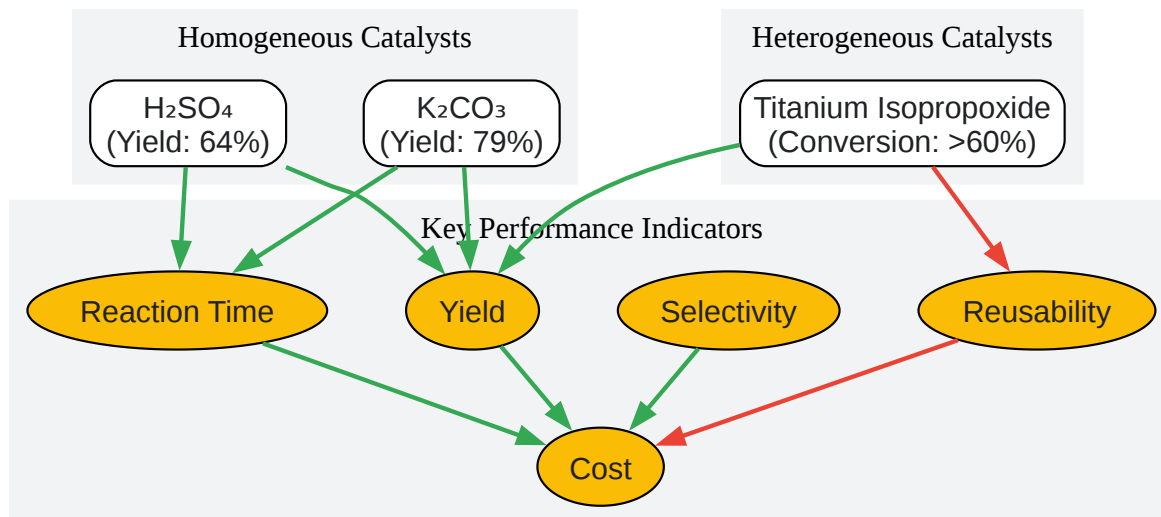 Homogeneous Catalysts
Heterogeneous Catalysts
H₂SO₄
(Yield: 64%)
K₂CO₃
(Yield: 79%)
Titanium Isopropoxide
(Conversion: >60%)
Key Performance Indicators
Reaction Time
Yield
Selectivity
Reusability
Cost